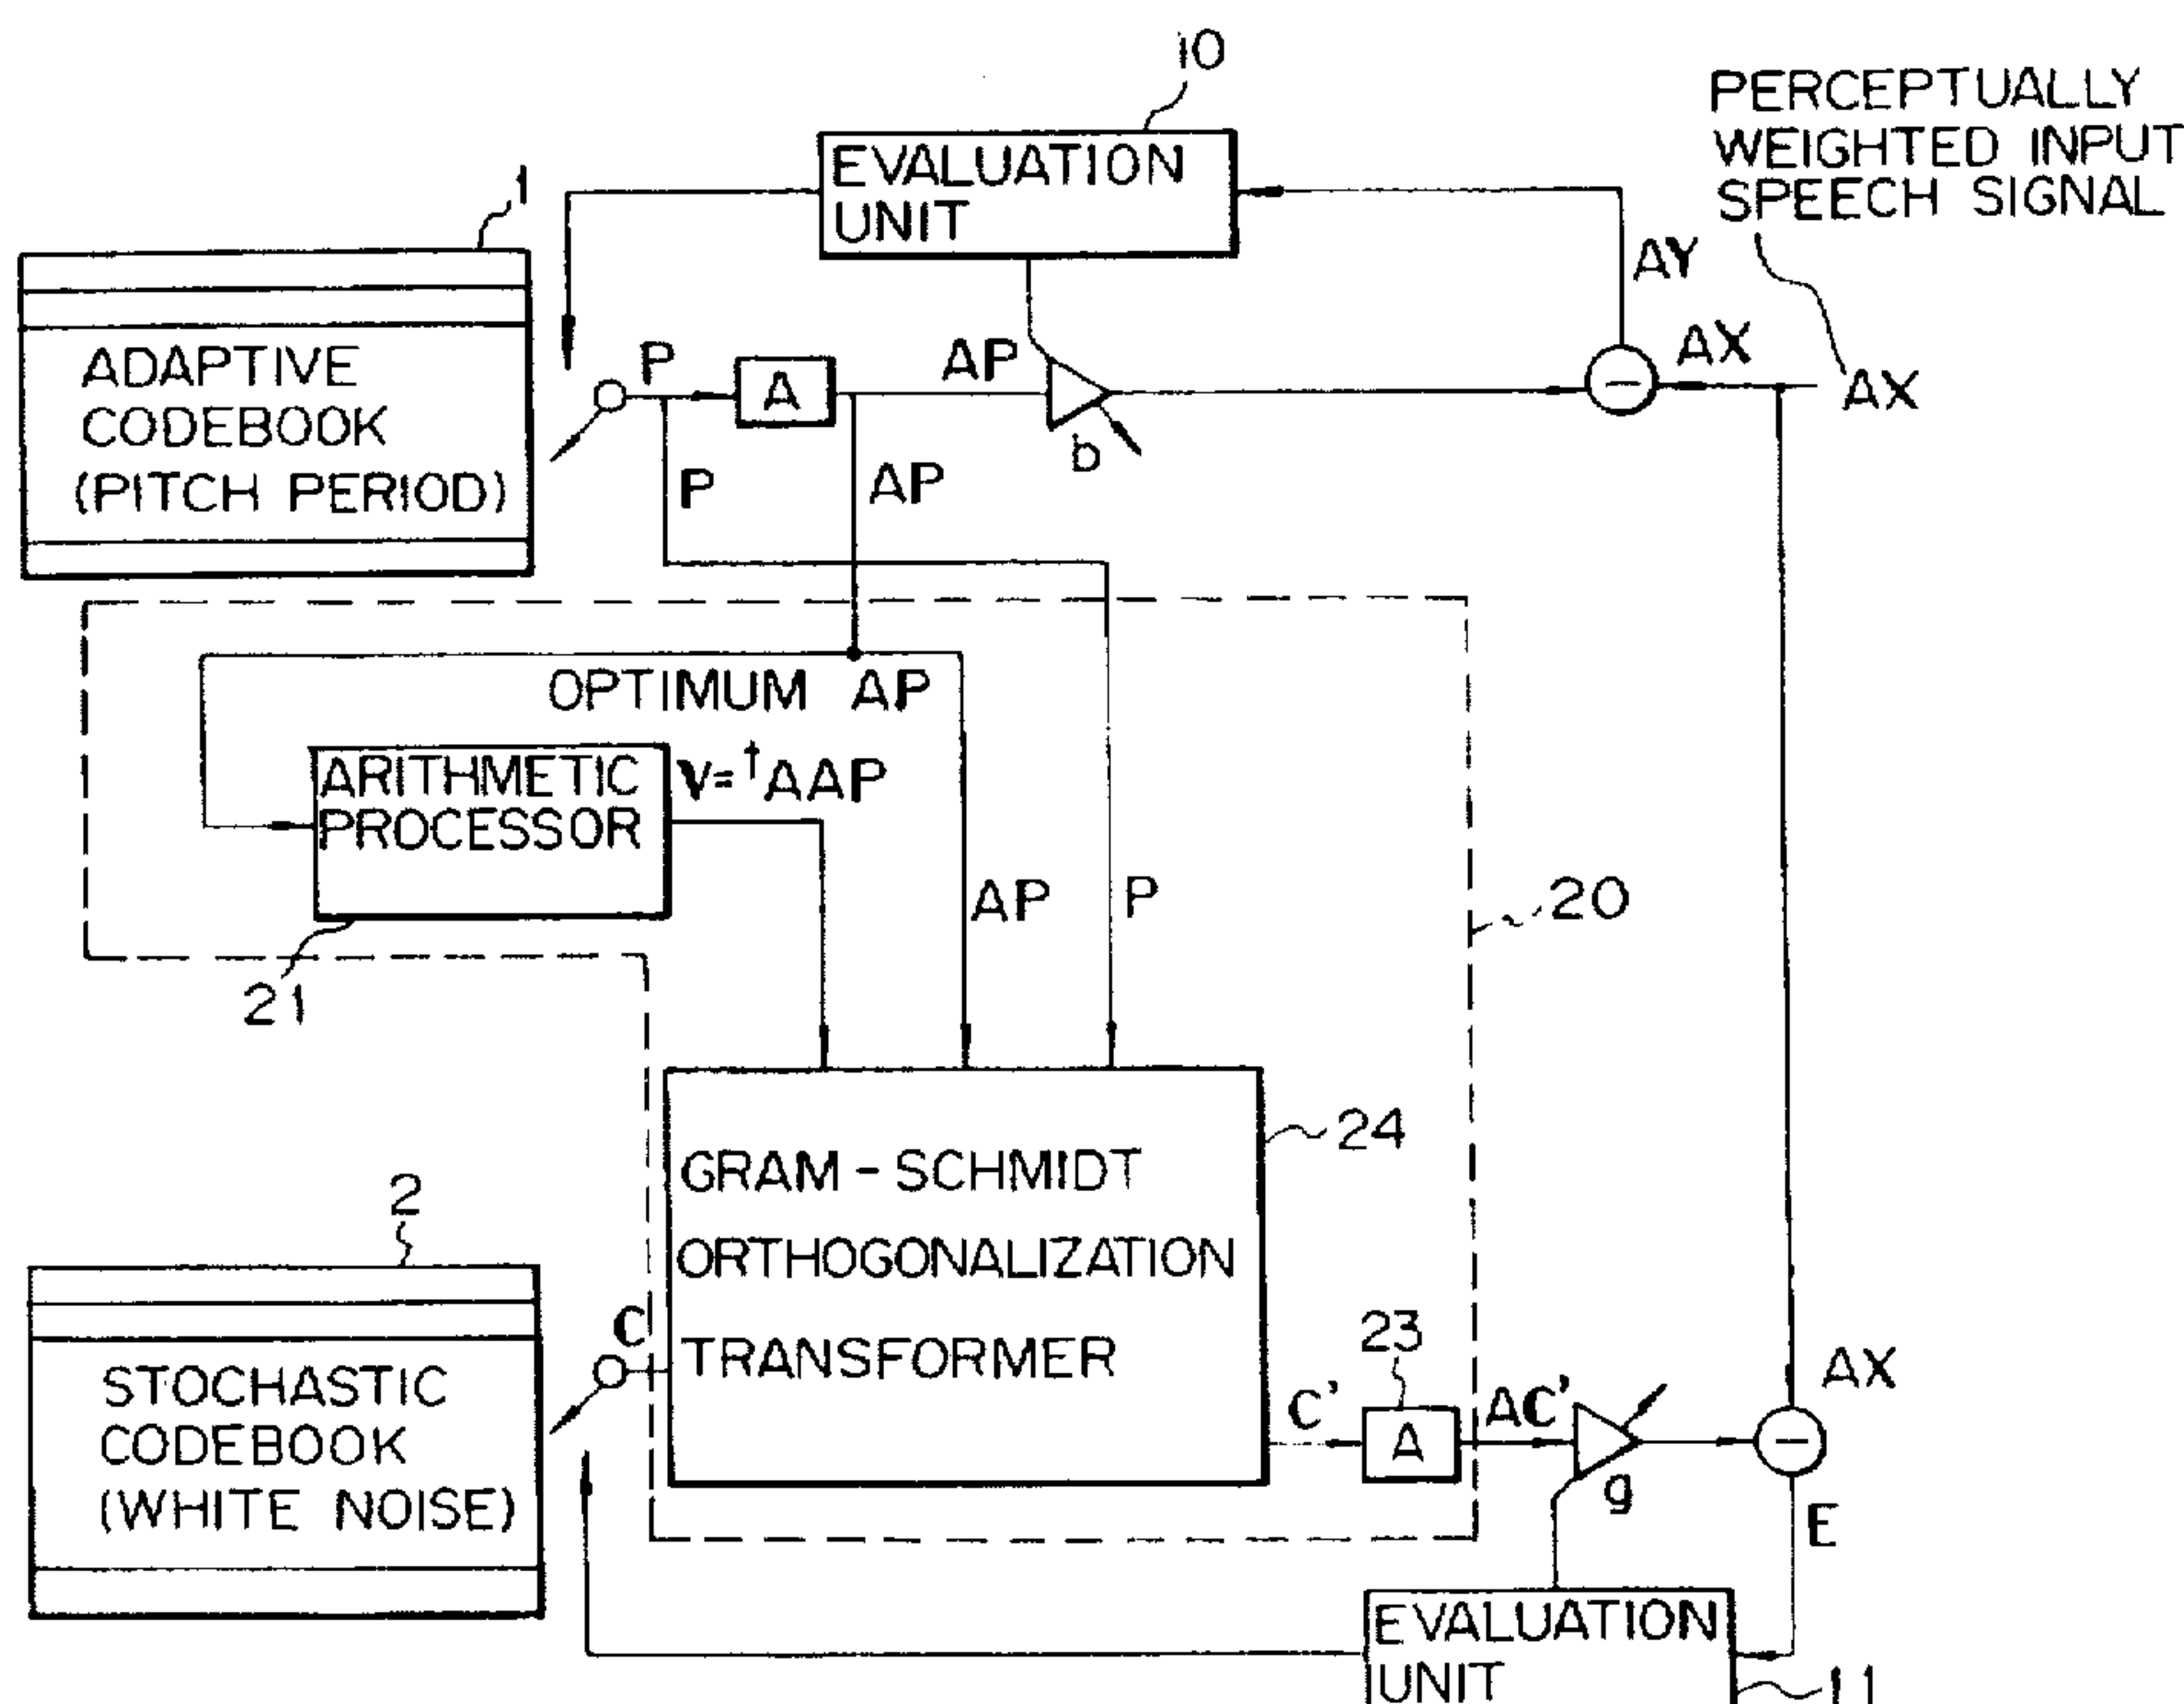 10
PERCEPTUALLY
WEIGHTED INPUT
SPEECH SIGNAL
EVALUATION
UNIT
1
AY
AX
AX
ADAPTIVE
CODEBOOK
(PITCH PERIOD)
P
A
AP
b
P
AP
OPTIMUM AP
ARITHMETIC
PROCESSOR
V=ᵗAAP
AP
P
20
21
24
GRAM-SCHMIDT
ORTHOGONALIZATION
TRANSFORMER
2
STOCHASTIC
CODEBOOK
(WHITE NOISE)
C
C'
23
A
AC'
g
AX
E
EVALUATION
UNIT
11